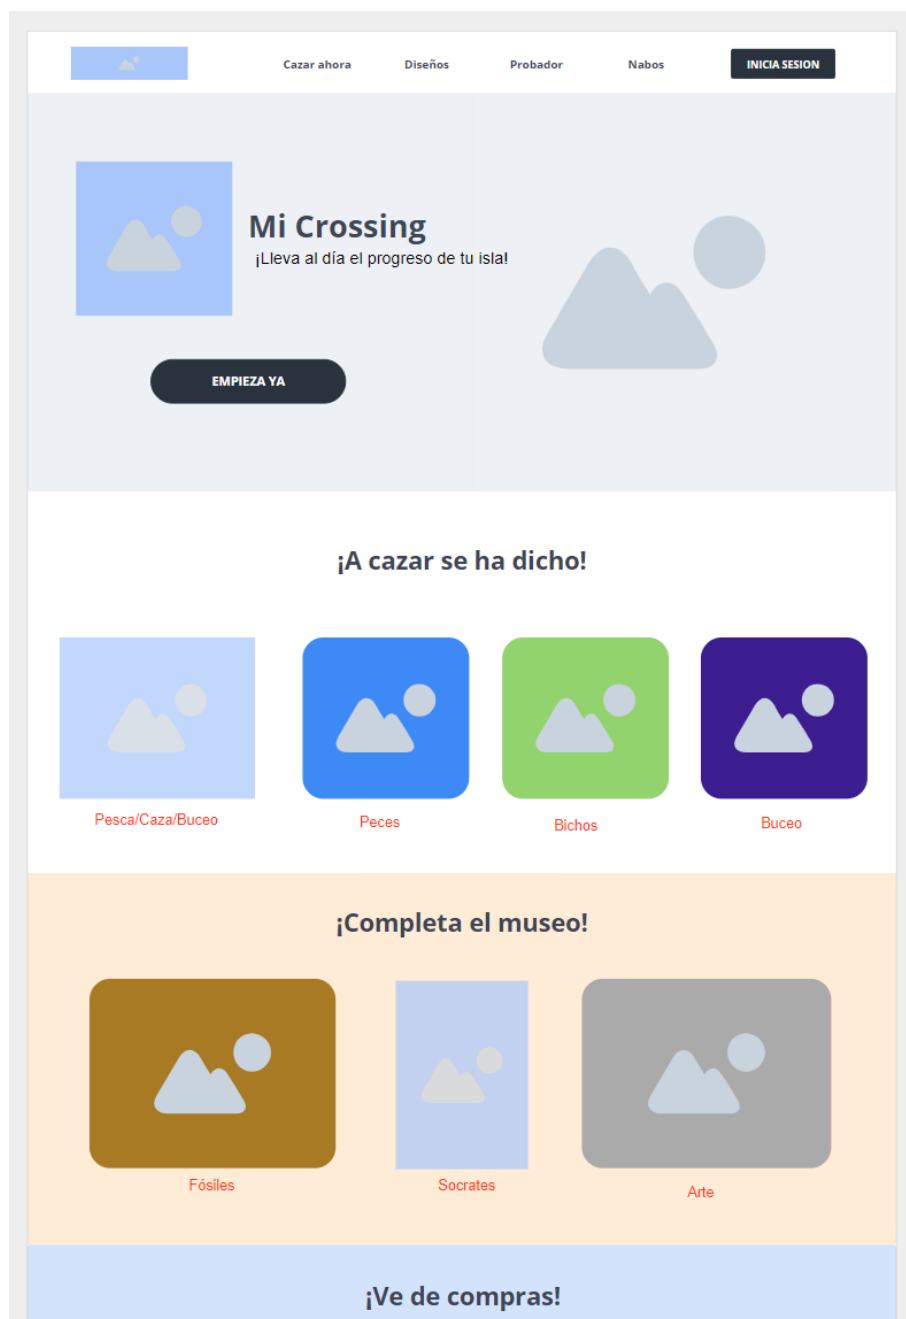 Cazar ahora Diseños Probador Nabos INICIA SESION
Mi Crossing
¡Lleva al día el progreso de tu isla!
EMPIEZA YA
¡A cazar se ha dicho!
Pesca/Caza/Buceo Peces Bichos Buceo
¡Completa el museo!
Fósiles Socrates Arte
¡Ve de compras!